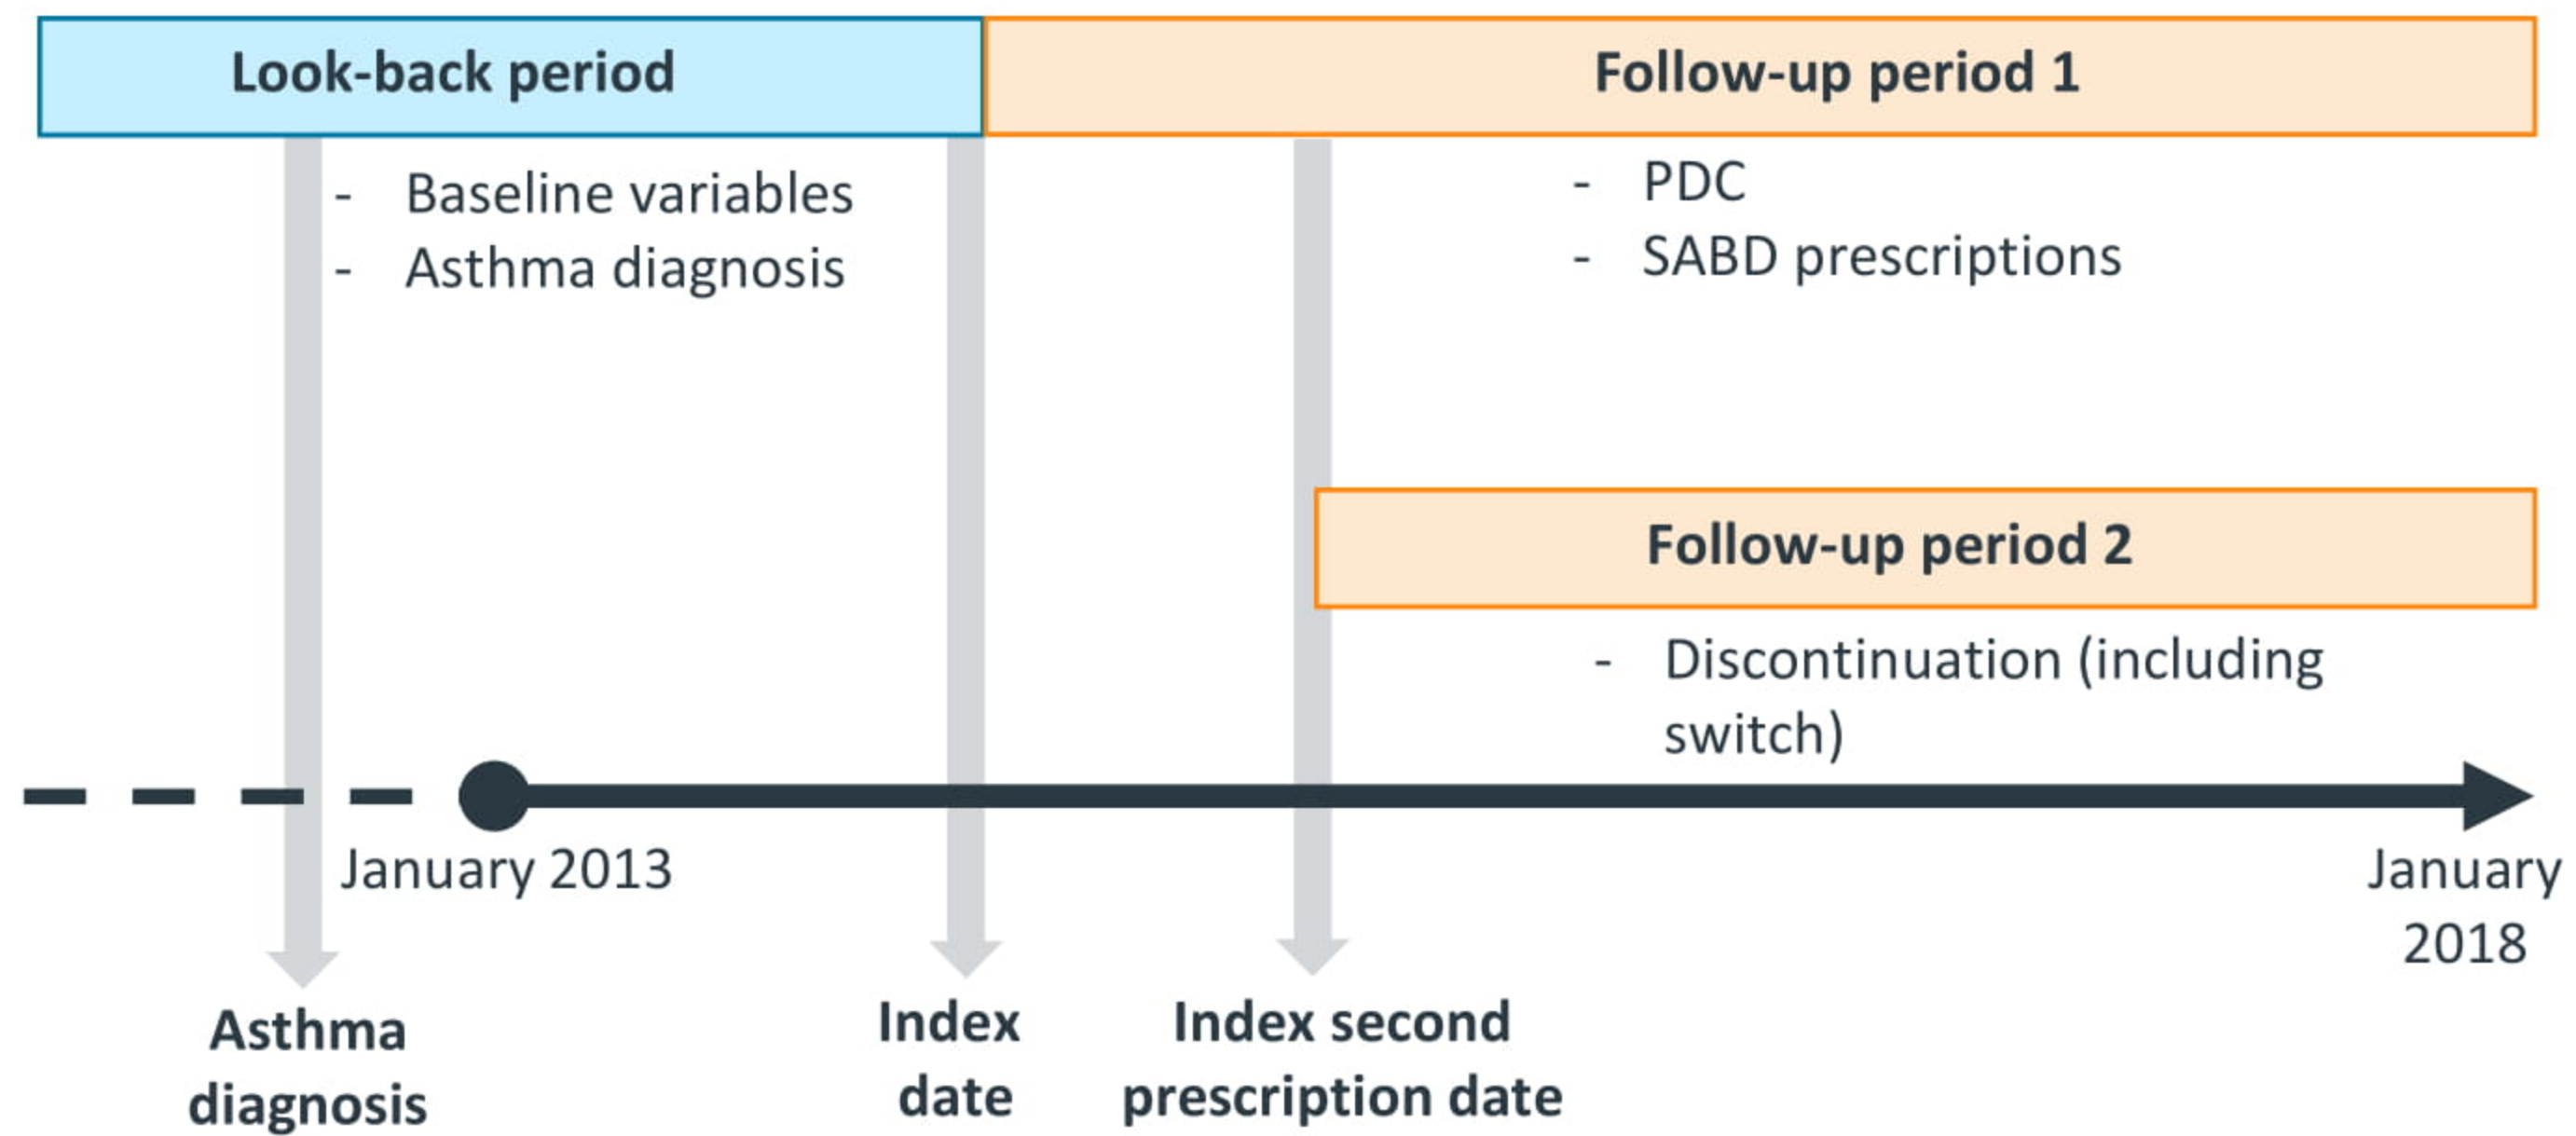 Look-back period
Follow-up period 1
- Baseline variables
- Asthma diagnosis
- PDC
- SABD prescriptions
Follow-up period 2
- Discontinuation (including
switch)
January 2013
January
2018
Asthma
diagnosis
Index
date
Index second
prescription date